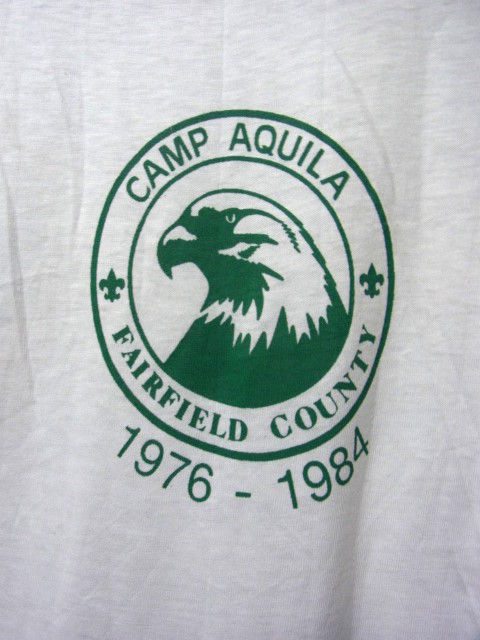 CAMP AQUILA
FAIRFIELD COUNTY
1976 - 1984